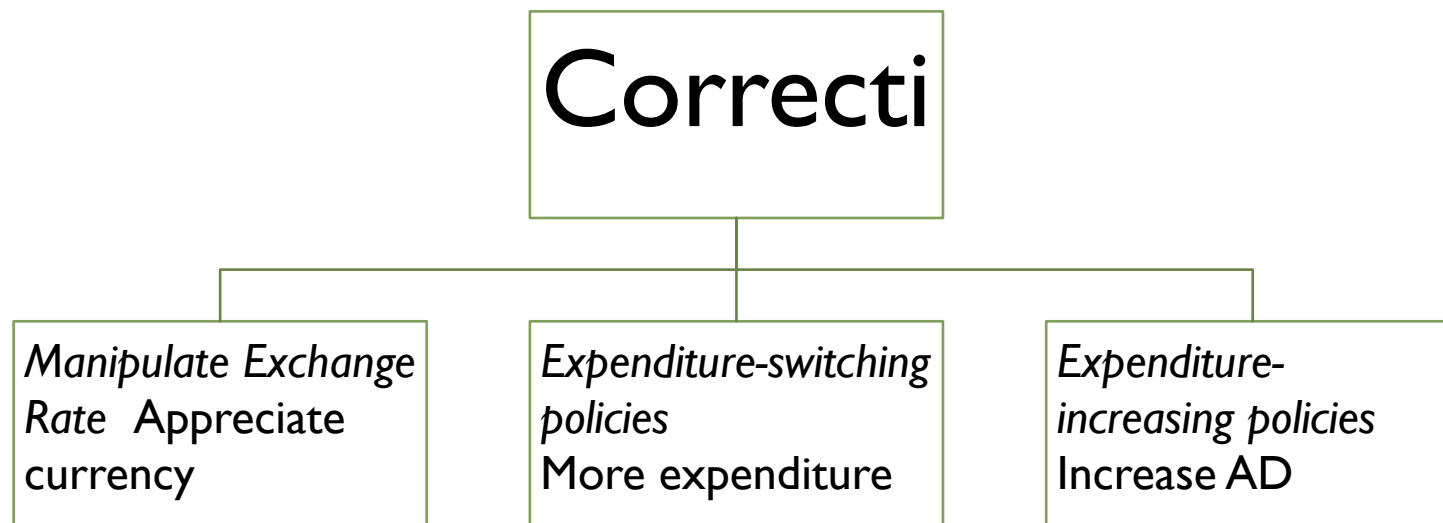 Correcti
Manipulate Exchange
Rate Appreciate
currency
Expenditure-switching
policies
More expenditure
Expenditure-
increasing policies
Increase AD